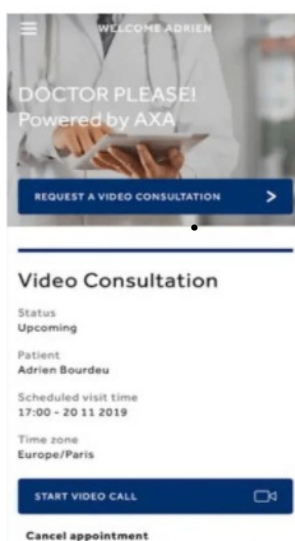 WELCOME ADRIEN
DOCTOR PLEASE!
Powered by AXA
REQUEST A VIDEO CONSULTATION
Video Consultation
Status
Upcoming
Patient
Adrien Bourdeu
Scheduled visit time
17:00 - 20 11 2019
Time zone
Europe/Paris
START VIDEO CALL
Cancel appointment